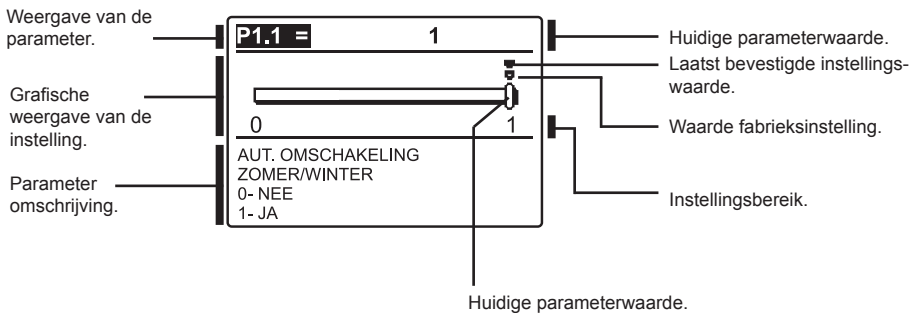 Weergave van de
parameter.
Grafische
weergave van de
instelling.
Parameter
omschrijving.
P1.1 = 1
0 1
AUT. OMSCHAKELING
ZOMER/WINTER
0- NEE
1- JA
Huidige parameterwaarde.
Laatst bevestigde instellings-
waarde.
Waarde fabrieksinstelling.
Instellingsbereik.
Huidige parameterwaarde.